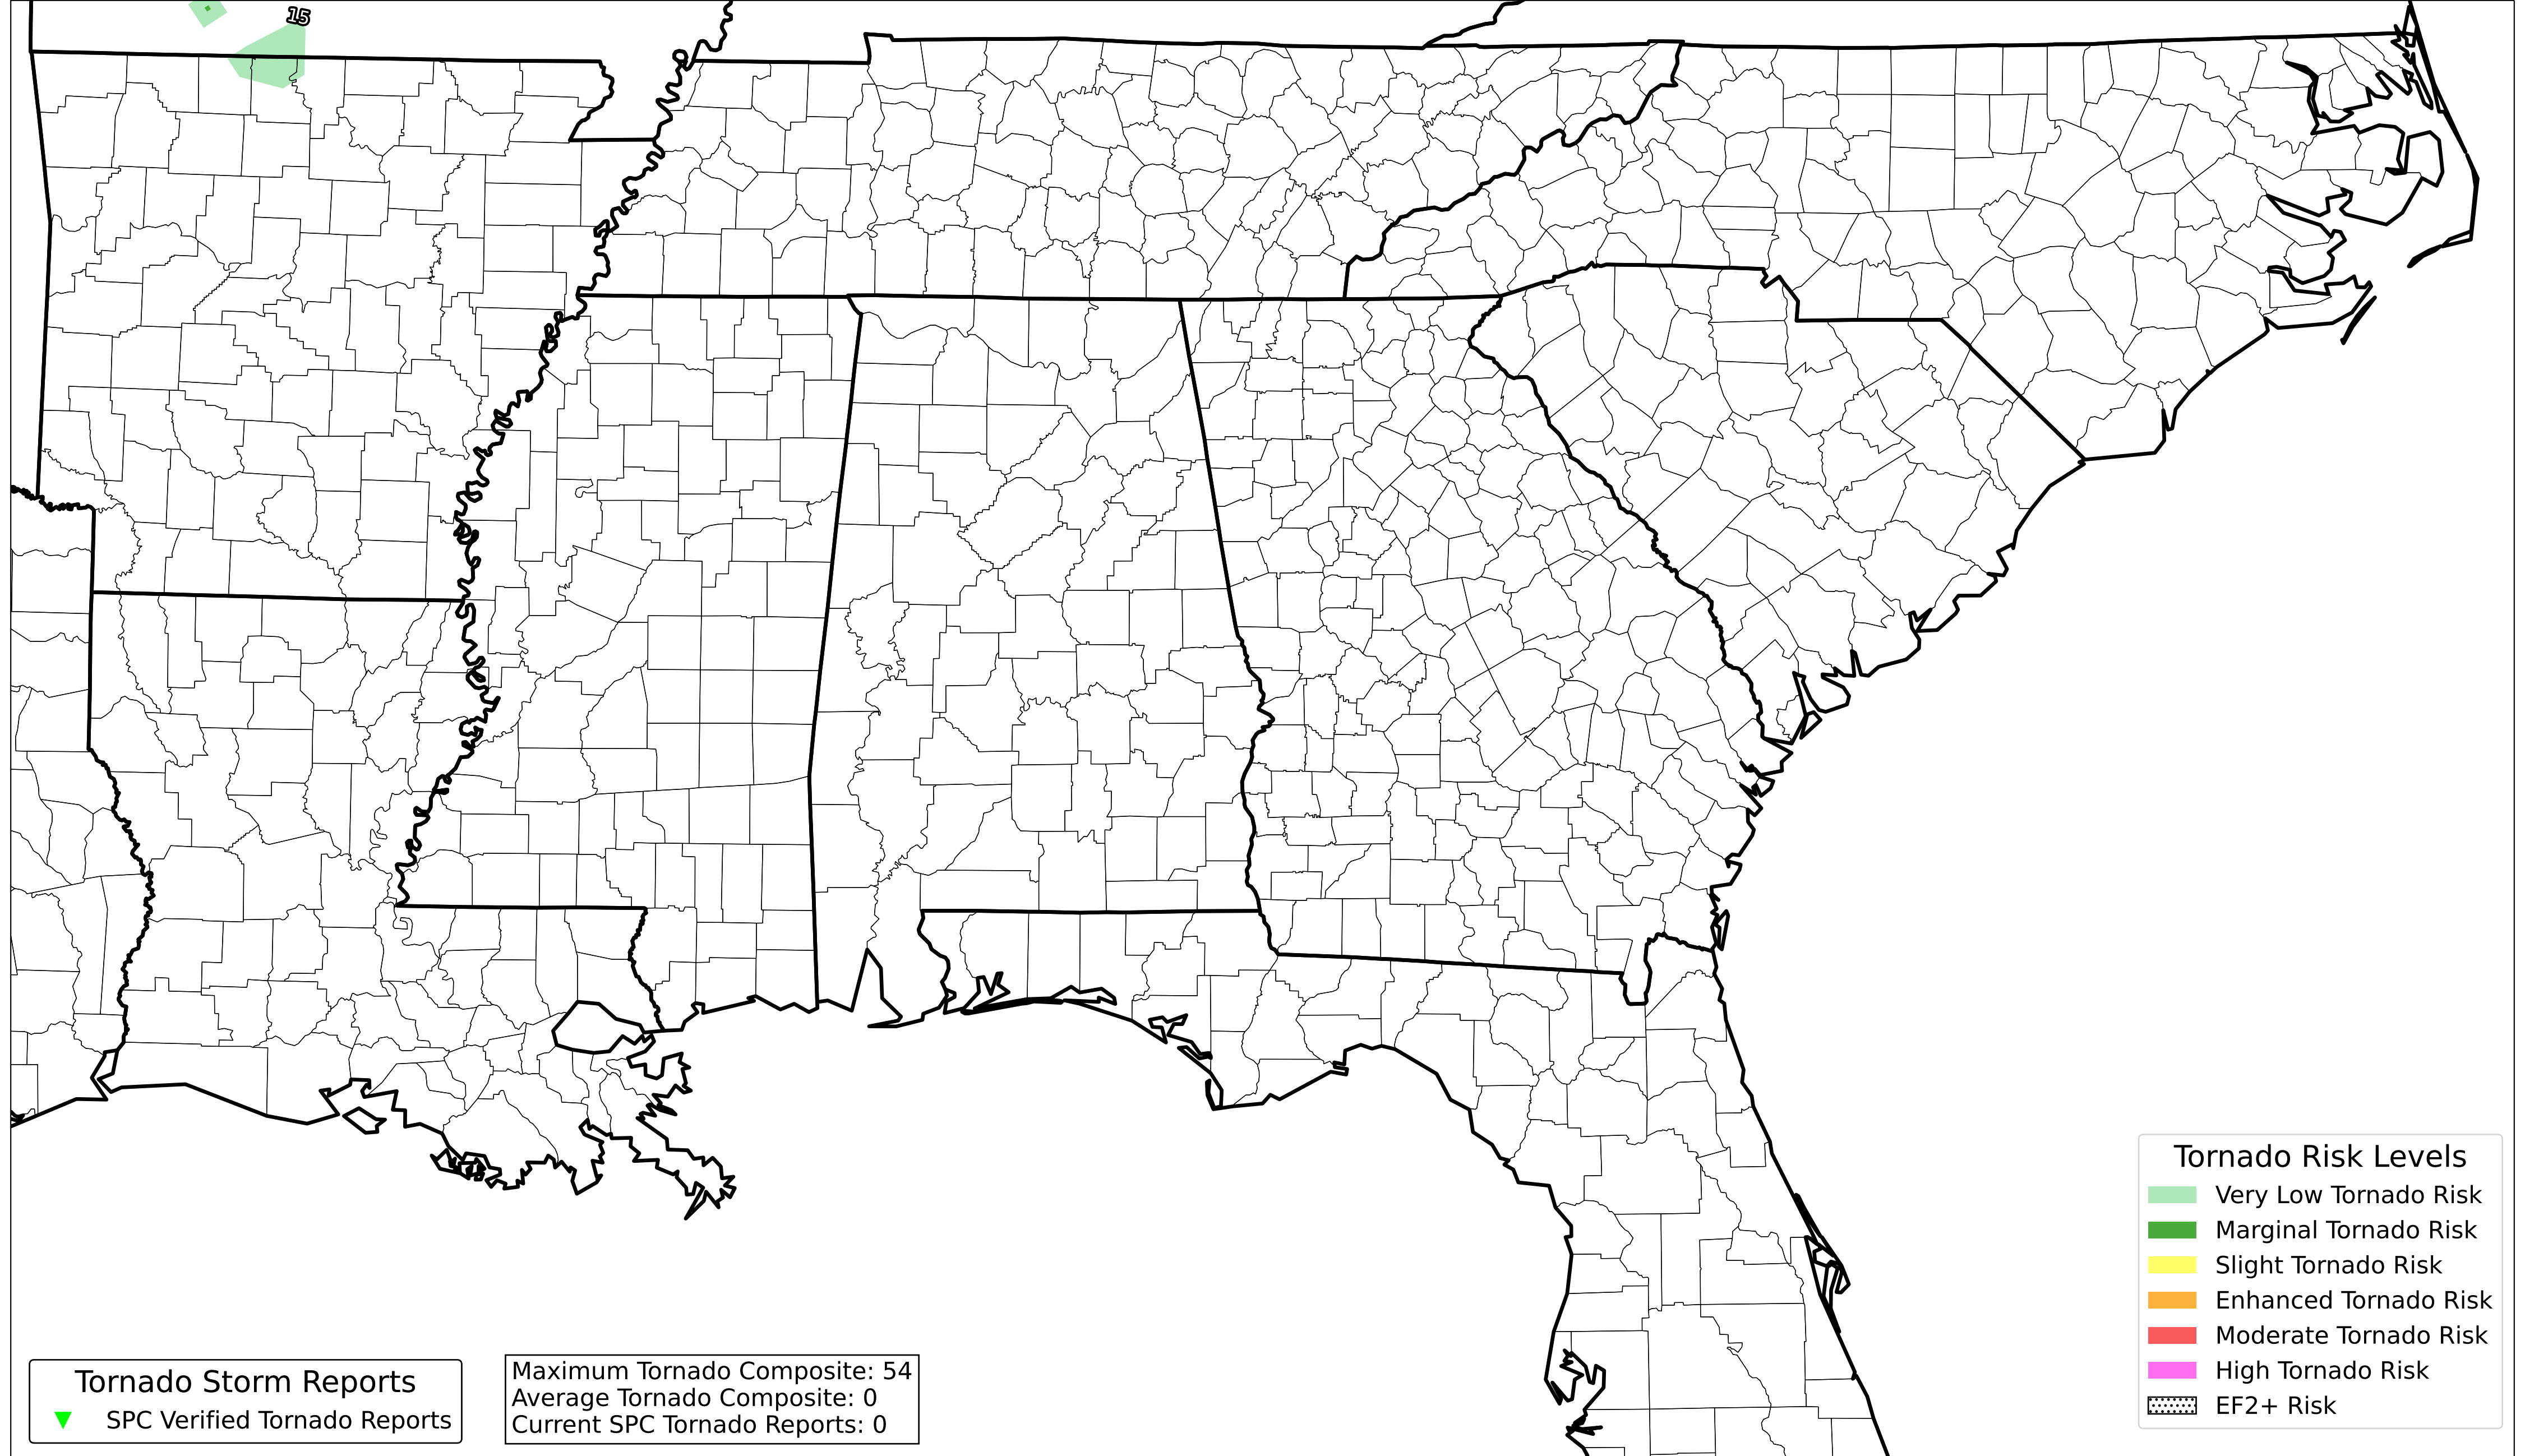 15
Tornado Risk Levels
Very Low Tornado Risk
Marginal Tornado Risk
Slight Tornado Risk
Enhanced Tornado Risk
Moderate Tornado Risk
High Tornado Risk
EF2+ Risk
Tornado Storm Reports
SPC Verified Tornado Reports
Maximum Tornado Composite: 54
Average Tornado Composite: 0
Current SPC Tornado Reports: 0